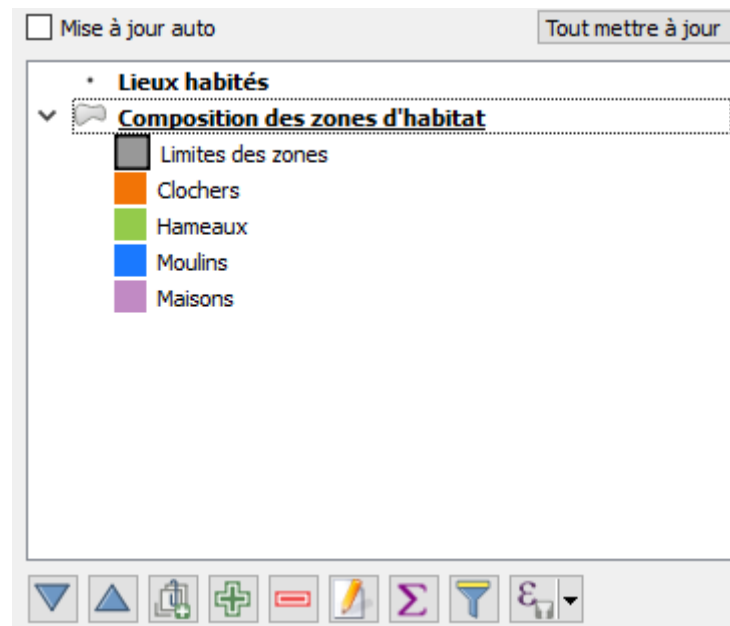 Mise à jour auto
Tout mettre à jour
Lieux habités
Composition des zones d'habitat
Limites des zones
Clochers
Hameaux
Moulins
Maisons
Σ
ε